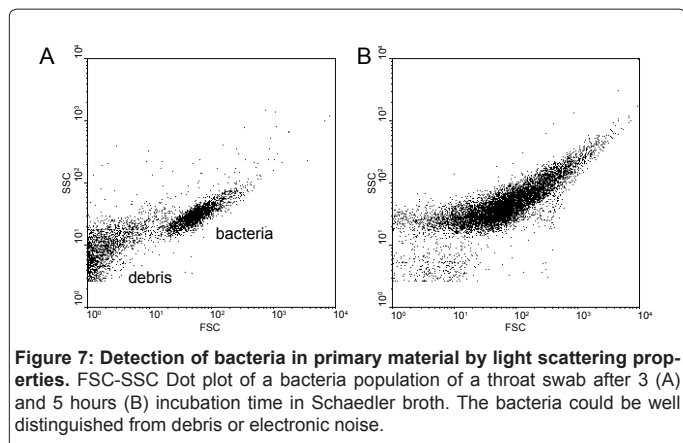 A
B
10⁴
10³
10²
10¹
10⁰
SSC
bacteria
debris
10⁰ 10¹ 10² 10³ 10⁴
FSC
10⁴
10³
10²
10¹
10⁰
SSC
10⁰ 10¹ 10² 10³ 10⁴
FSC
Figure 7: Detection of bacteria in primary material by light scattering prop-
erties. FSC-SSC Dot plot of a bacteria population of a throat swab after 3 (A)
and 5 hours (B) incubation time in Schaedler broth. The bacteria could be well
distinguished from debris or electronic noise.